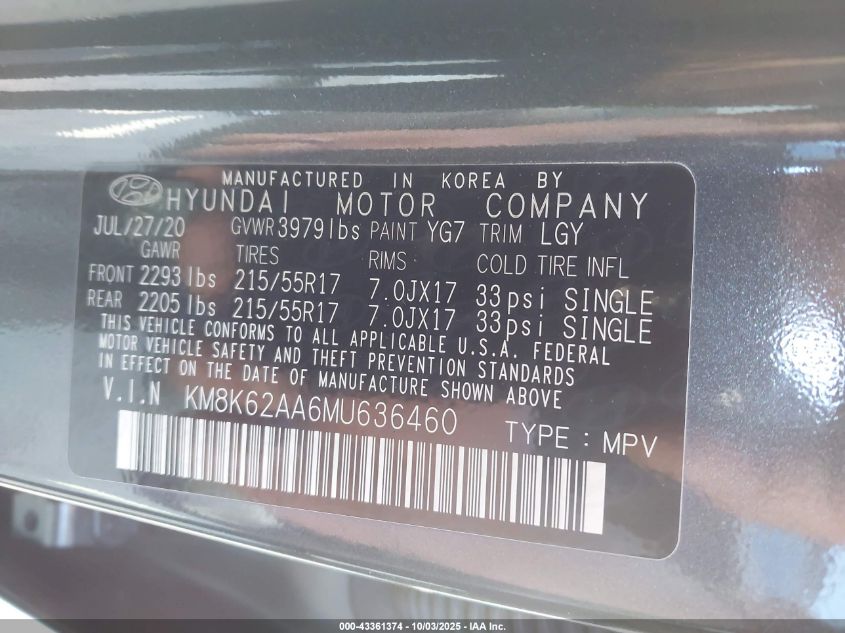 MANUFACTURED IN KOREA BY
HYUNDAI MOTOR COMPANY
JUL/27/20 GVWR 3979lbs PAINT YG7 TRIM LGY
GAWR TIRES RIMS COLD TIRE INFL
FRONT 2293 lbs 215/55R17 7.0JX17 33psi SINGLE
REAR 2205 lbs 215/55R17 7.0JX17 33psi SINGLE
THIS VEHICLE CONFORMS TO ALL APPLICABLE U.S.A. FEDERAL
MOTOR VEHICLE SAFETY AND THEFT PREVENTION STANDARDS
IN EFFECT ON THE DATE OF MANUFACTURE SHOWN ABOVE
V.I.N KM8K62AA6MU636460
TYPE : MPV
000-43361374 - 10/03/2025 - IAA Inc.